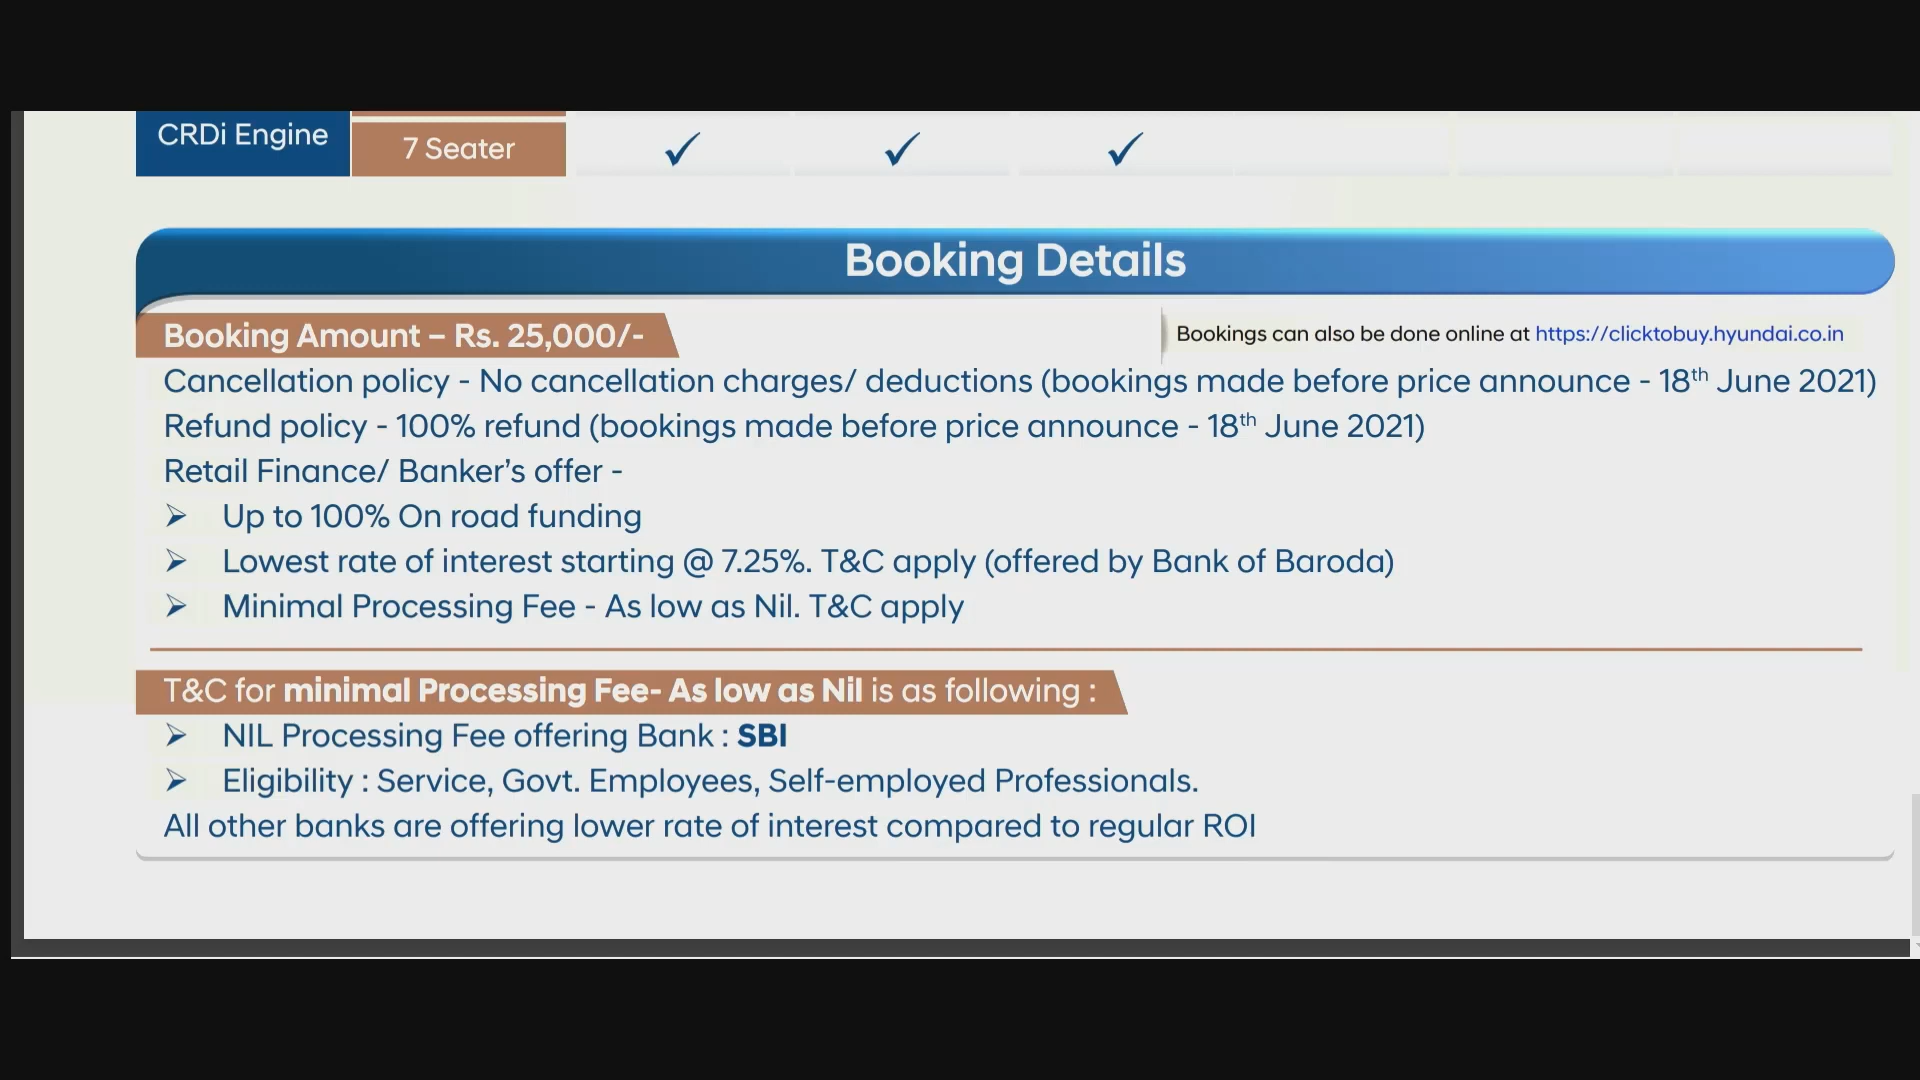 CRDi Engine
7 Seater
Booking Details
Booking Amount – Rs. 25,000/-
Bookings can also be done online at https://clicktobuy.hyundai.co.in
Cancellation policy - No cancellation charges/ deductions (bookings made before price announce - 18th June 2021)
Refund policy - 100% refund (bookings made before price announce - 18th June 2021)
Retail Finance/ Banker’s offer -
➢ Up to 100% On road funding
➢ Lowest rate of interest starting @ 7.25%. T&C apply (offered by Bank of Baroda)
➢ Minimal Processing Fee - As low as Nil. T&C apply
T&C for minimal Processing Fee- As low as Nil is as following :
➢ NIL Processing Fee offering Bank : SBI
➢ Eligibility : Service, Govt. Employees, Self-employed Professionals.
All other banks are offering lower rate of interest compared to regular ROI